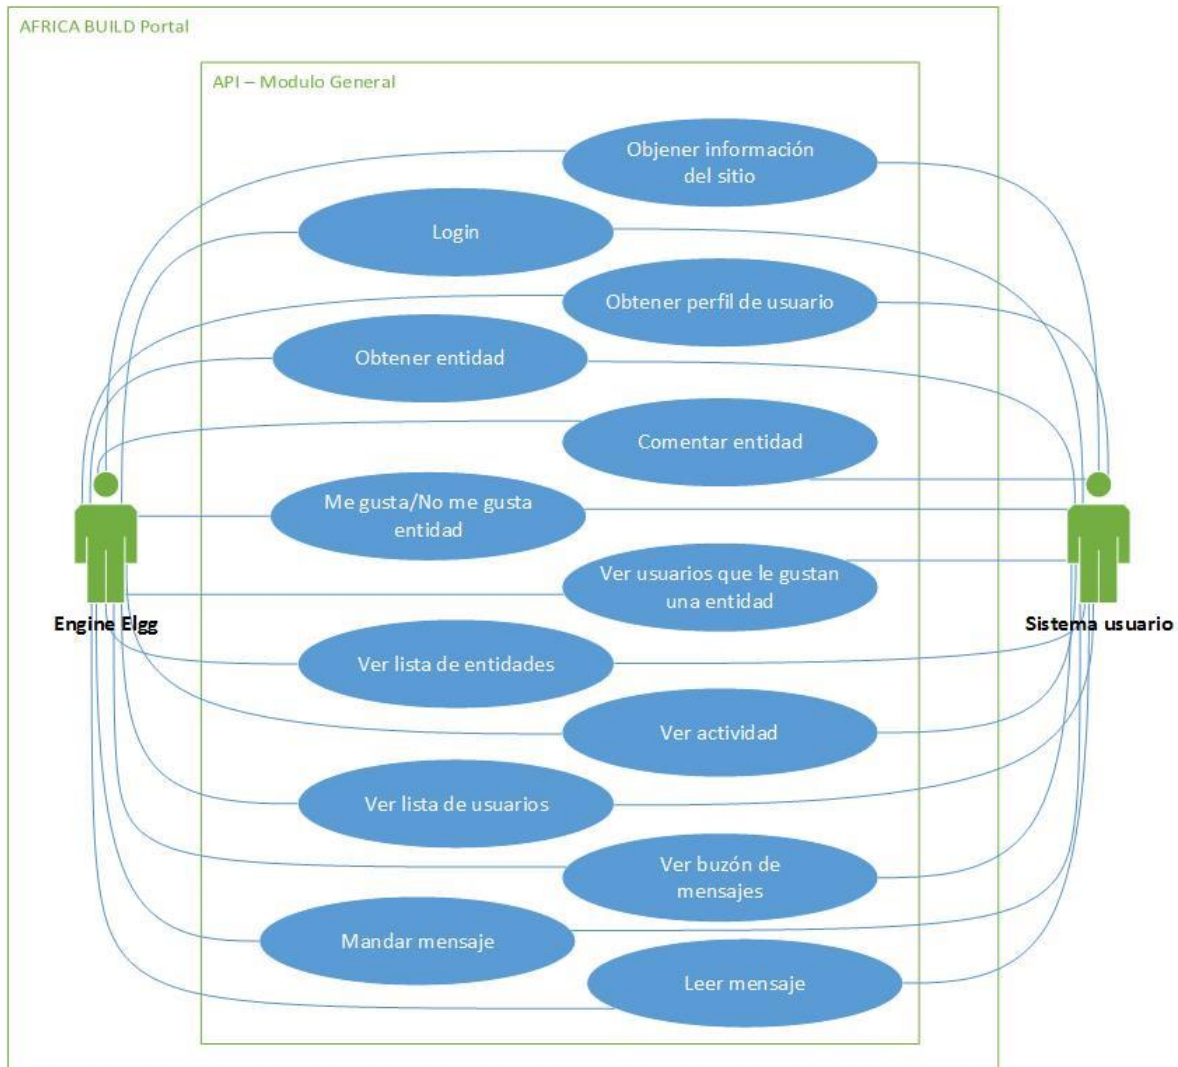 AFRICA BUILD Portal
API – Modulo General
Objener información
del sitio
Login
Obtener perfil de usuario
Obtener entidad
Comentar entidad
Me gusta/No me gusta
entidad
Ver usuarios que le gustan
una entidad
Engine Elgg
Sistema usuario
Ver lista de entidades
Ver actividad
Ver lista de usuarios
Ver buzón de
mensajes
Mandar mensaje
Leer mensaje